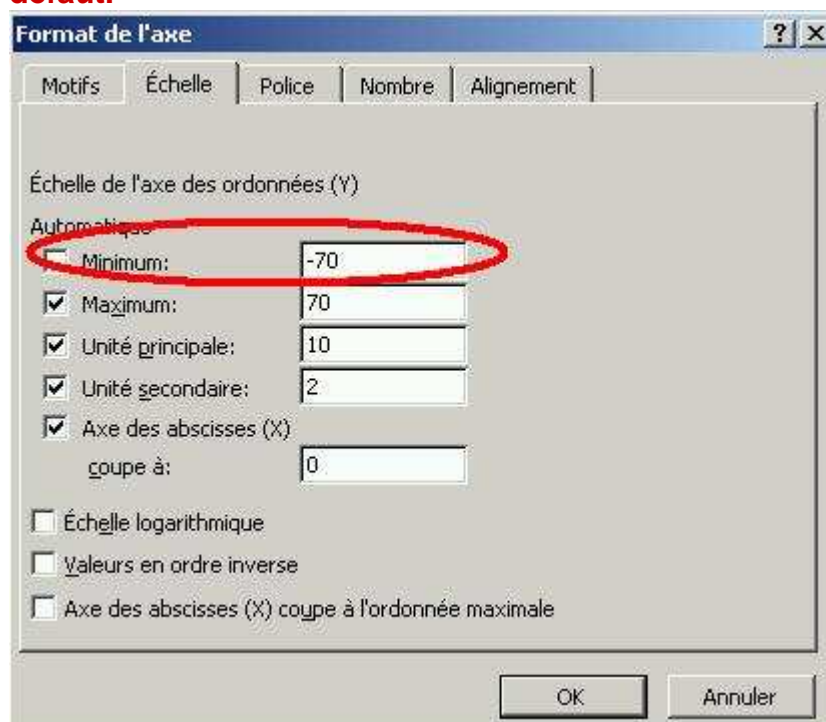 défaut.
Format de l'axe
Motifs Échelle Police Nombre Alignement
Échelle de l'axe des ordonnées (Y)
Automatique
Minimum: -70
Maximum: 70
Unité principale: 10
Unité secondaire: 2
Axe des abscisses (X)
coupe à: 0
Échelle logarithmique
Valeurs en ordre inverse
Axe des abscisses (X) coupe à l'ordonnée maximale
OK Annuler